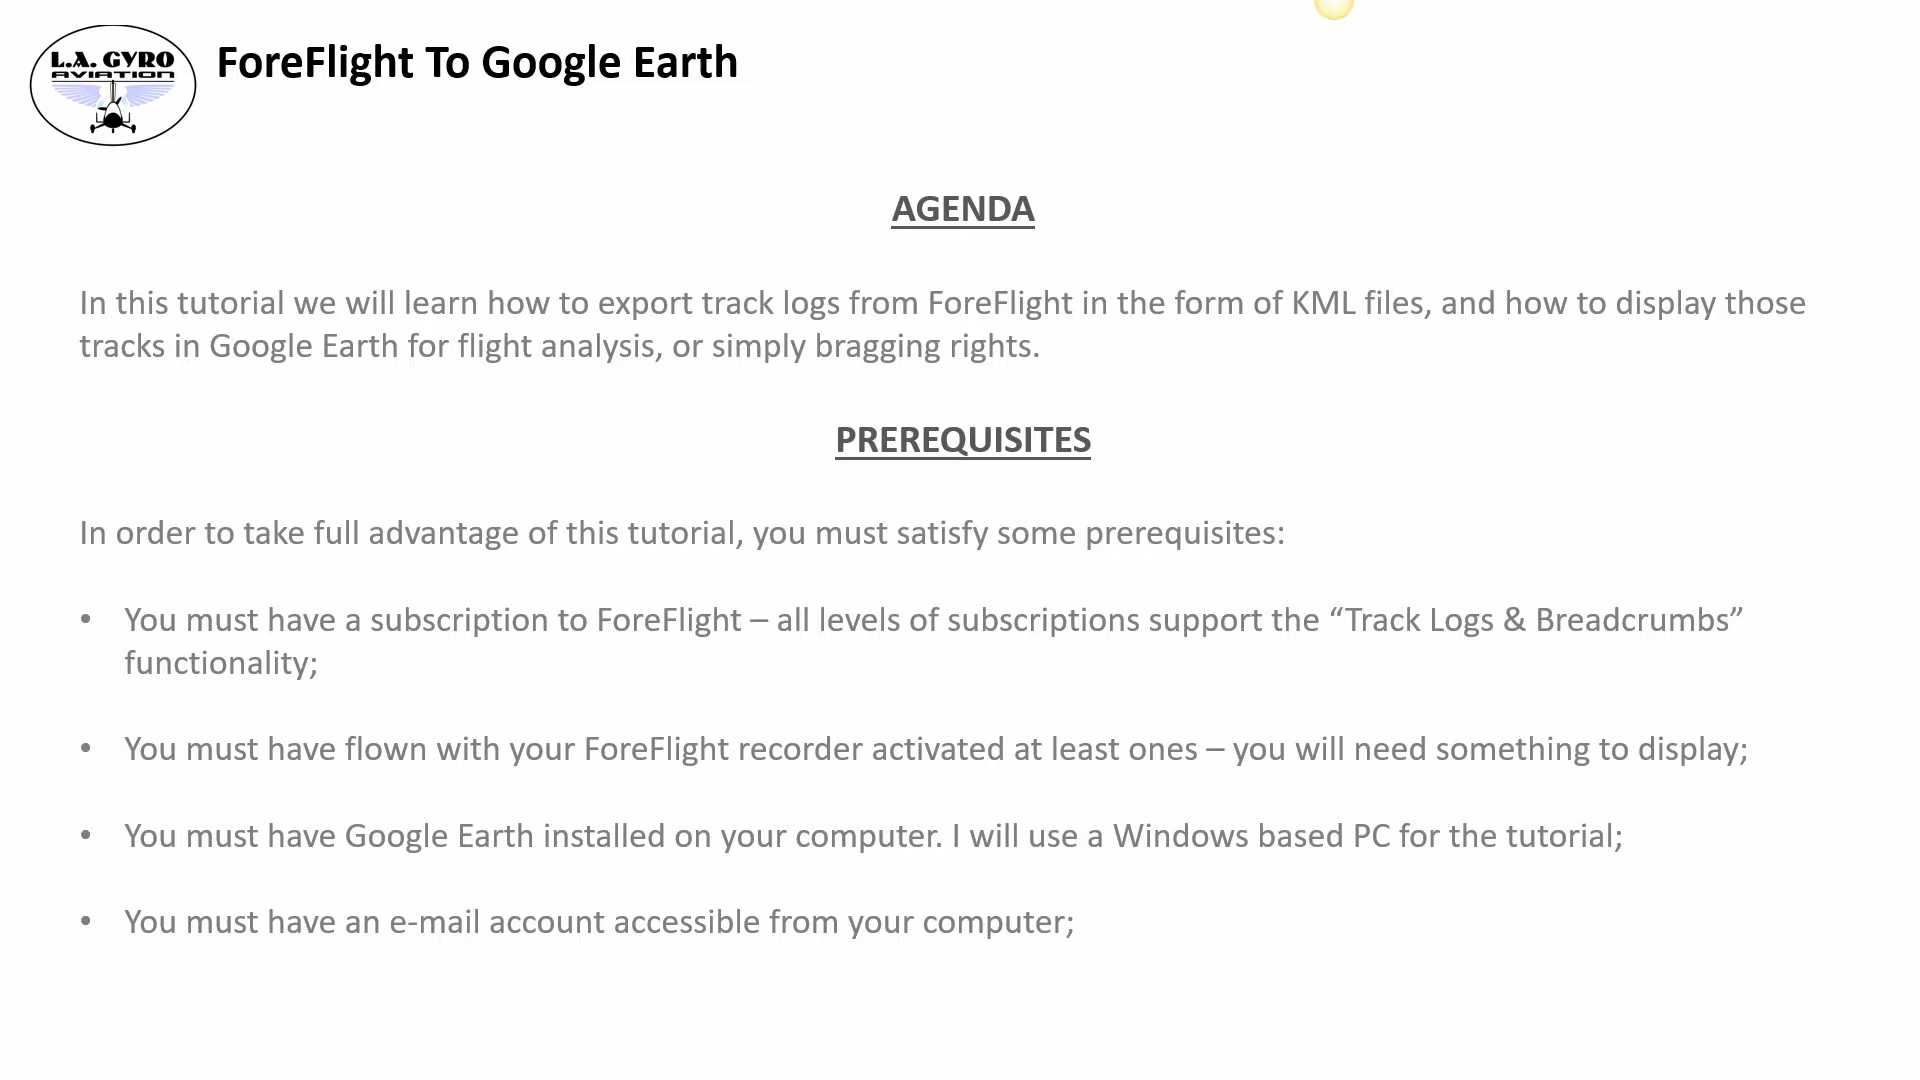 L.A. GYRO
AVIATION
ForeFlight To Google Earth
AGENDA
In this tutorial we will learn how to export track logs from ForeFlight in the form of KML files, and how to display those
tracks in Google Earth for flight analysis, or simply bragging rights.
PREREQUISITES
In order to take full advantage of this tutorial, you must satisfy some prerequisites:
• You must have a subscription to ForeFlight – all levels of subscriptions support the “Track Logs & Breadcrumbs”
functionality;
• You must have flown with your ForeFlight recorder activated at least ones – you will need something to display;
• You must have Google Earth installed on your computer. I will use a Windows based PC for the tutorial;
• You must have an e-mail account accessible from your computer;